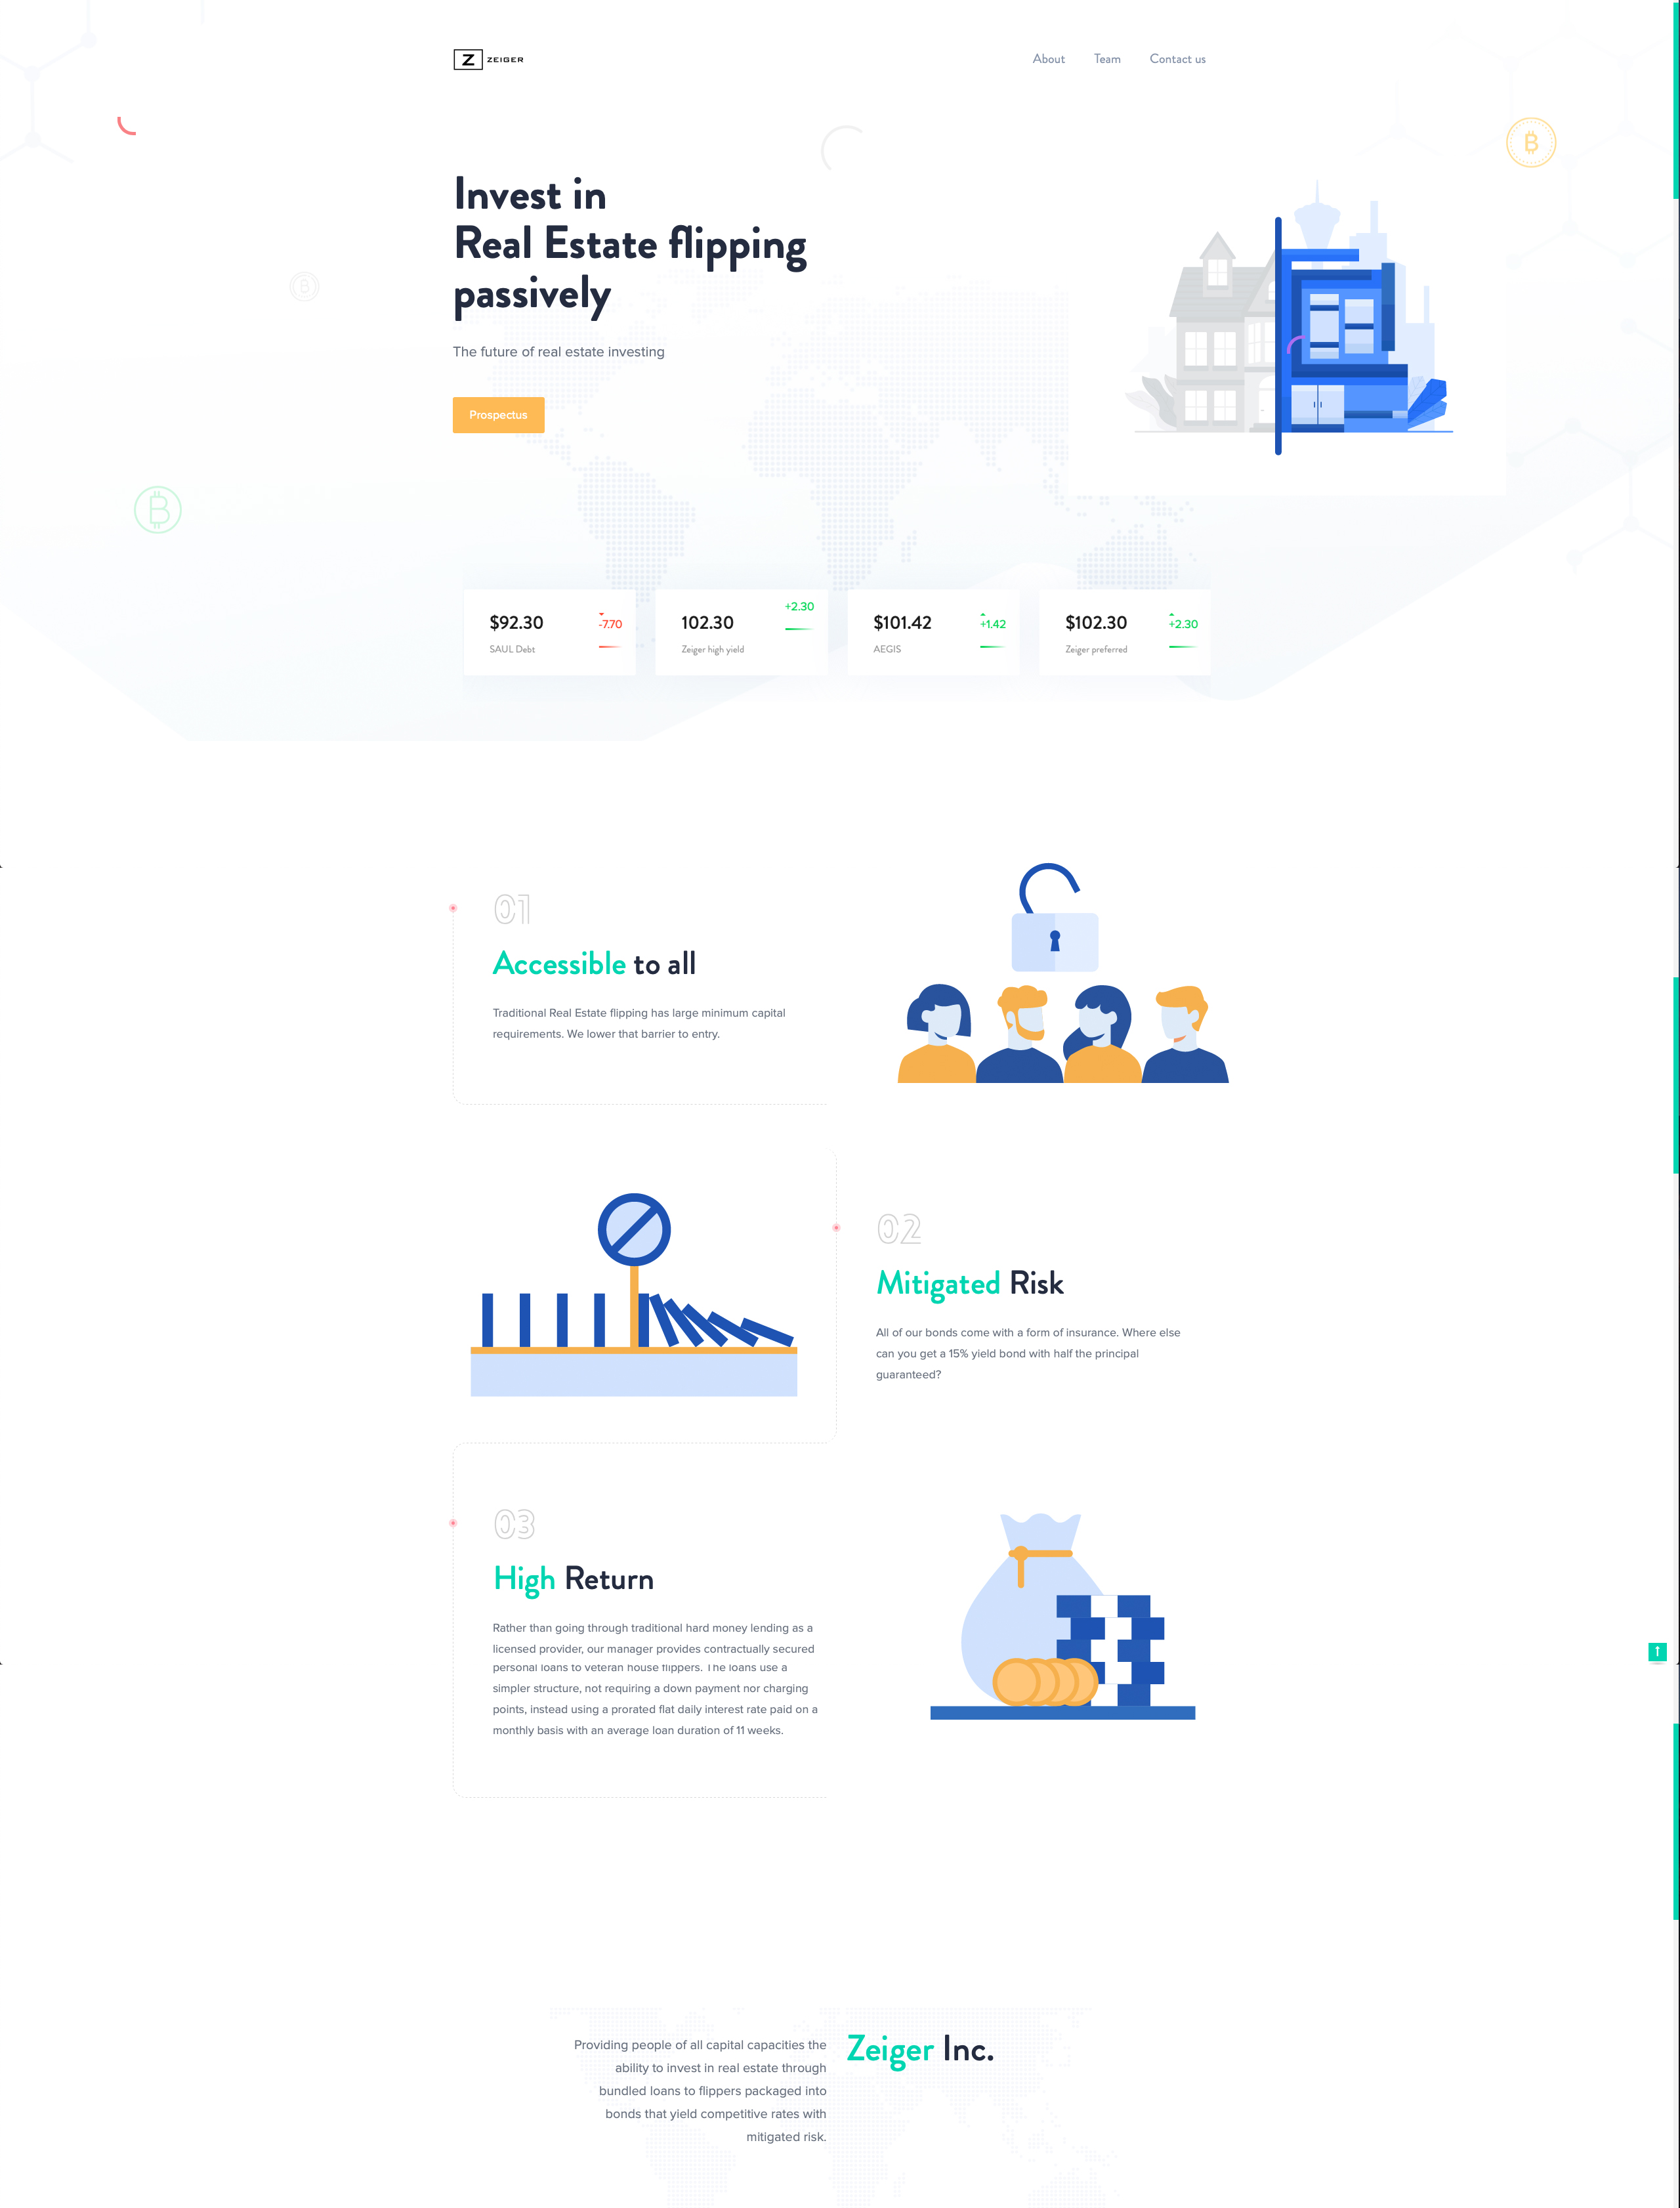 Z ZEIGER
About Team Contact us
Invest in
Real Estate flipping
passively
The future of real estate investing
Prospectus
$92.30 -7.70
SAUL Debt
102.30 +2.30
Zeiger high yield
$101.42 +1.42
AEGIS
$102.30 +2.30
Zeiger preferred
01
Accessible to all
Traditional Real Estate flipping has large minimum capital
requirements. We lower that barrier to entry.
02
Mitigated Risk
All of our bonds come with a form of insurance. Where else
can you get a 15% yield bond with half the principal
guaranteed?
03
High Return
Rather than going through traditional hard money lending as a
licensed provider, our manager provides contractually secured
personal loans to veteran house flippers. The loans use a
simpler structure, not requiring a down payment nor charging
points, instead using a prorated flat daily interest rate paid on a
monthly basis with an average loan duration of 11 weeks.
Providing people of all capital capacities the
ability to invest in real estate through
bundled loans to flippers packaged into
bonds that yield competitive rates with
mitigated risk.
Zeiger Inc.